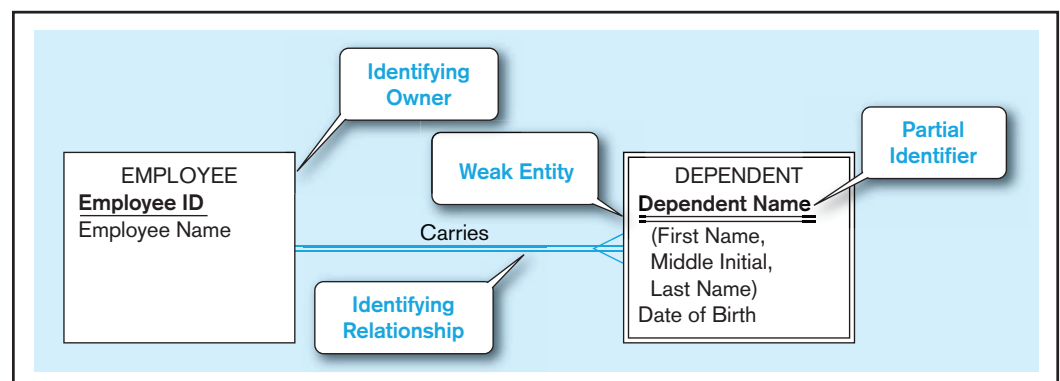 Identifying
Owner
Partial
Identifier
Weak Entity
EMPLOYEE
Employee ID
Employee Name
DEPENDENT
Dependent Name
(First Name,
Middle Initial,
Last Name)
Date of Birth
Carries
Identifying
Relationship